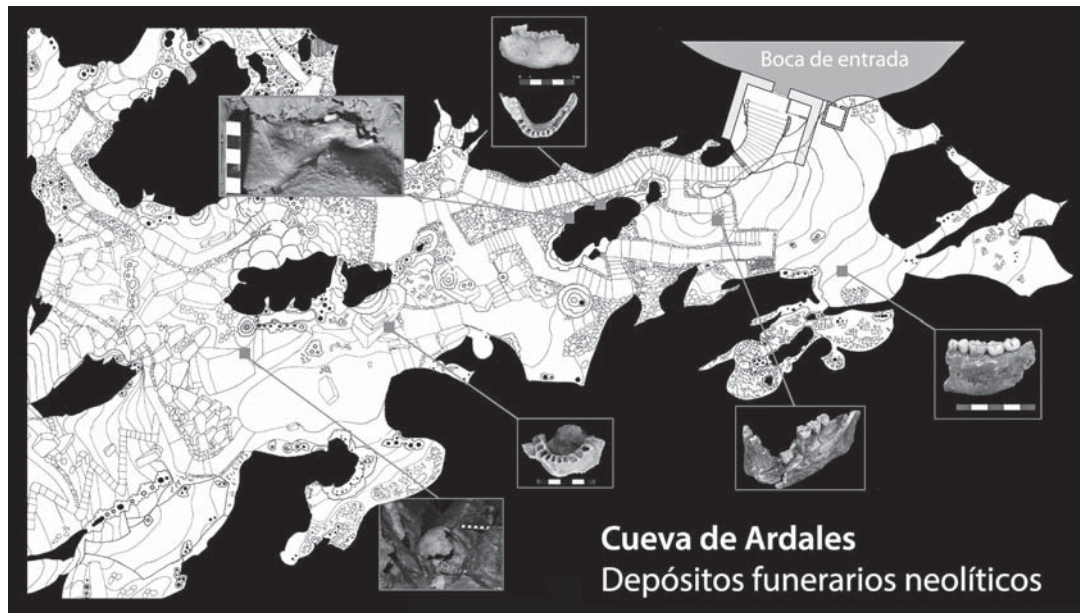 Boca de entrada
Cueva de Ardales
Depósitos funerarios neolíticos